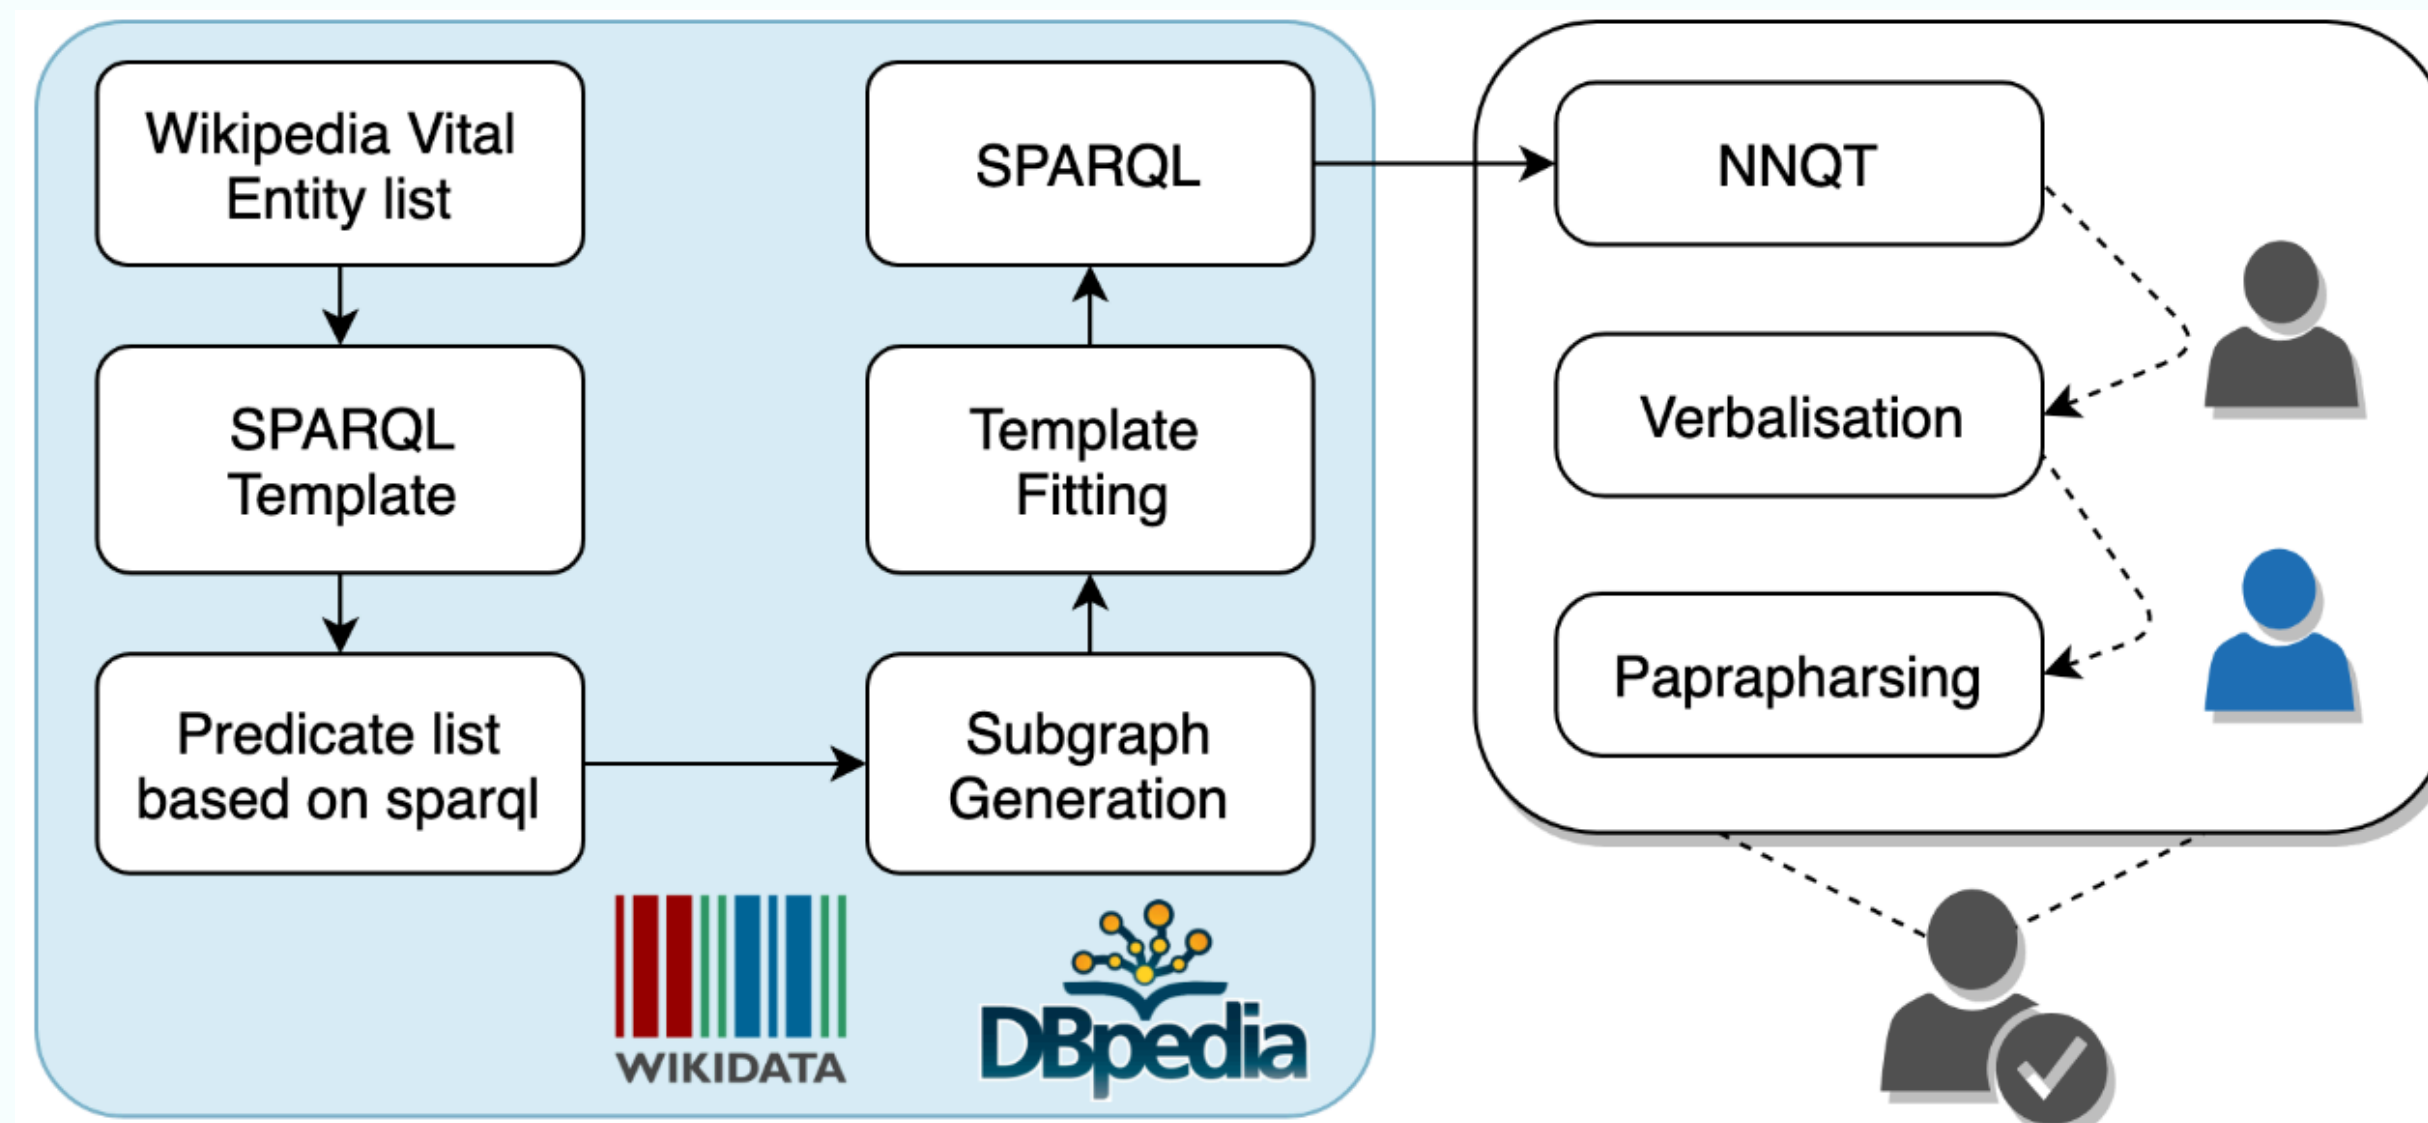 Wikipedia Vital
Entity list
SPARQL
Template
Predicate list
based on sparql
Subgraph
Generation
Template
Fitting
SPARQL
NNQT
Verbalisation
Paprapharsing
WIKIDATA
DBpedia